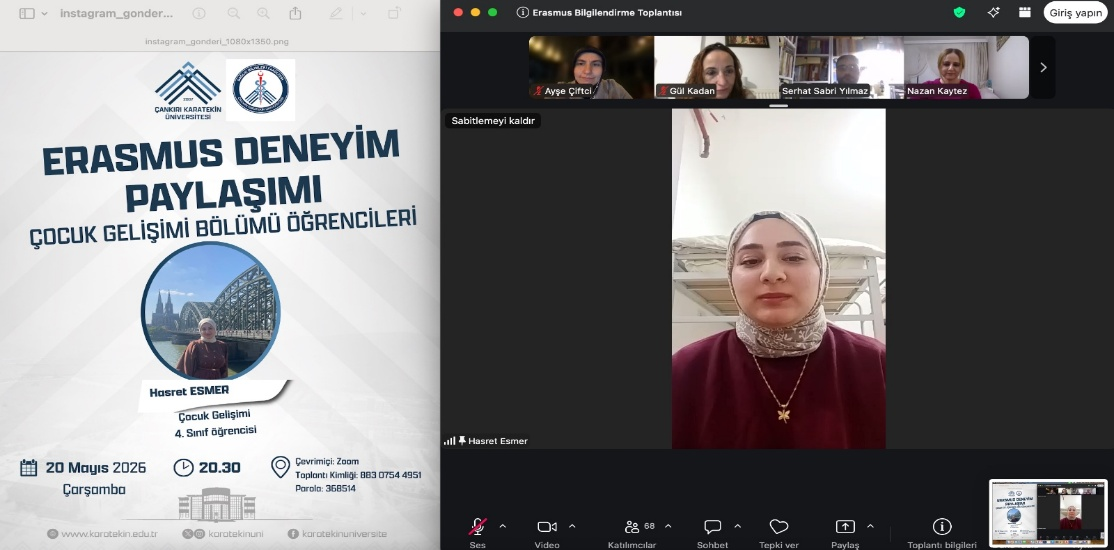 instagram_gonder...
instagram_gonderi_1080x1350.png
ÇANKIRI KARATEKİN
ÜNİVERSİTESİ
ERASMUS DENEYİM
PAYLAŞIMI
ÇOCUK GELİŞİMİ BÖLÜMÜ ÖĞRENCİLERİ
Hasret ESMER
Çocuk Gelişimi
4. Sınıf öğrencisi
20 Mayıs 2026
Çarşamba
20.30
Çevrimiçi: Zoom
Toplantı Kimliği: 883 0754 4951
Parola: 368514
www.karatekin.edu.tr
karatekinuni
karatekinuniversite
Erasmus Bilgilendirme Toplantısı
Giriş yapın
Ayşe Çiftci
Gül Kadan
Serhat Sabri Yılmaz
Nazan Kaytez
Sabitlemeyi kaldır
Hasret Esmer
Ses
Video
68
Katılımcılar
Sohbet
Tepki ver
Paylaş
Toplantı bilgileri